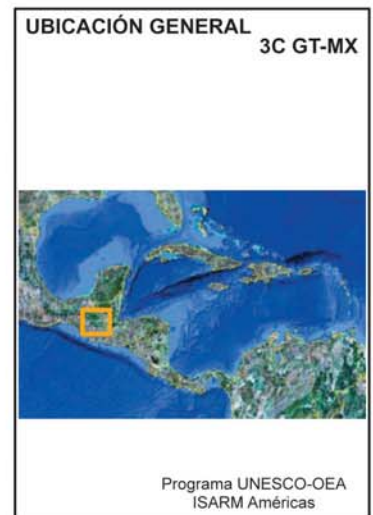 UBICACIÓN GENERAL
3C GT-MX
Programa UNESCO-OEA
ISARM Américas